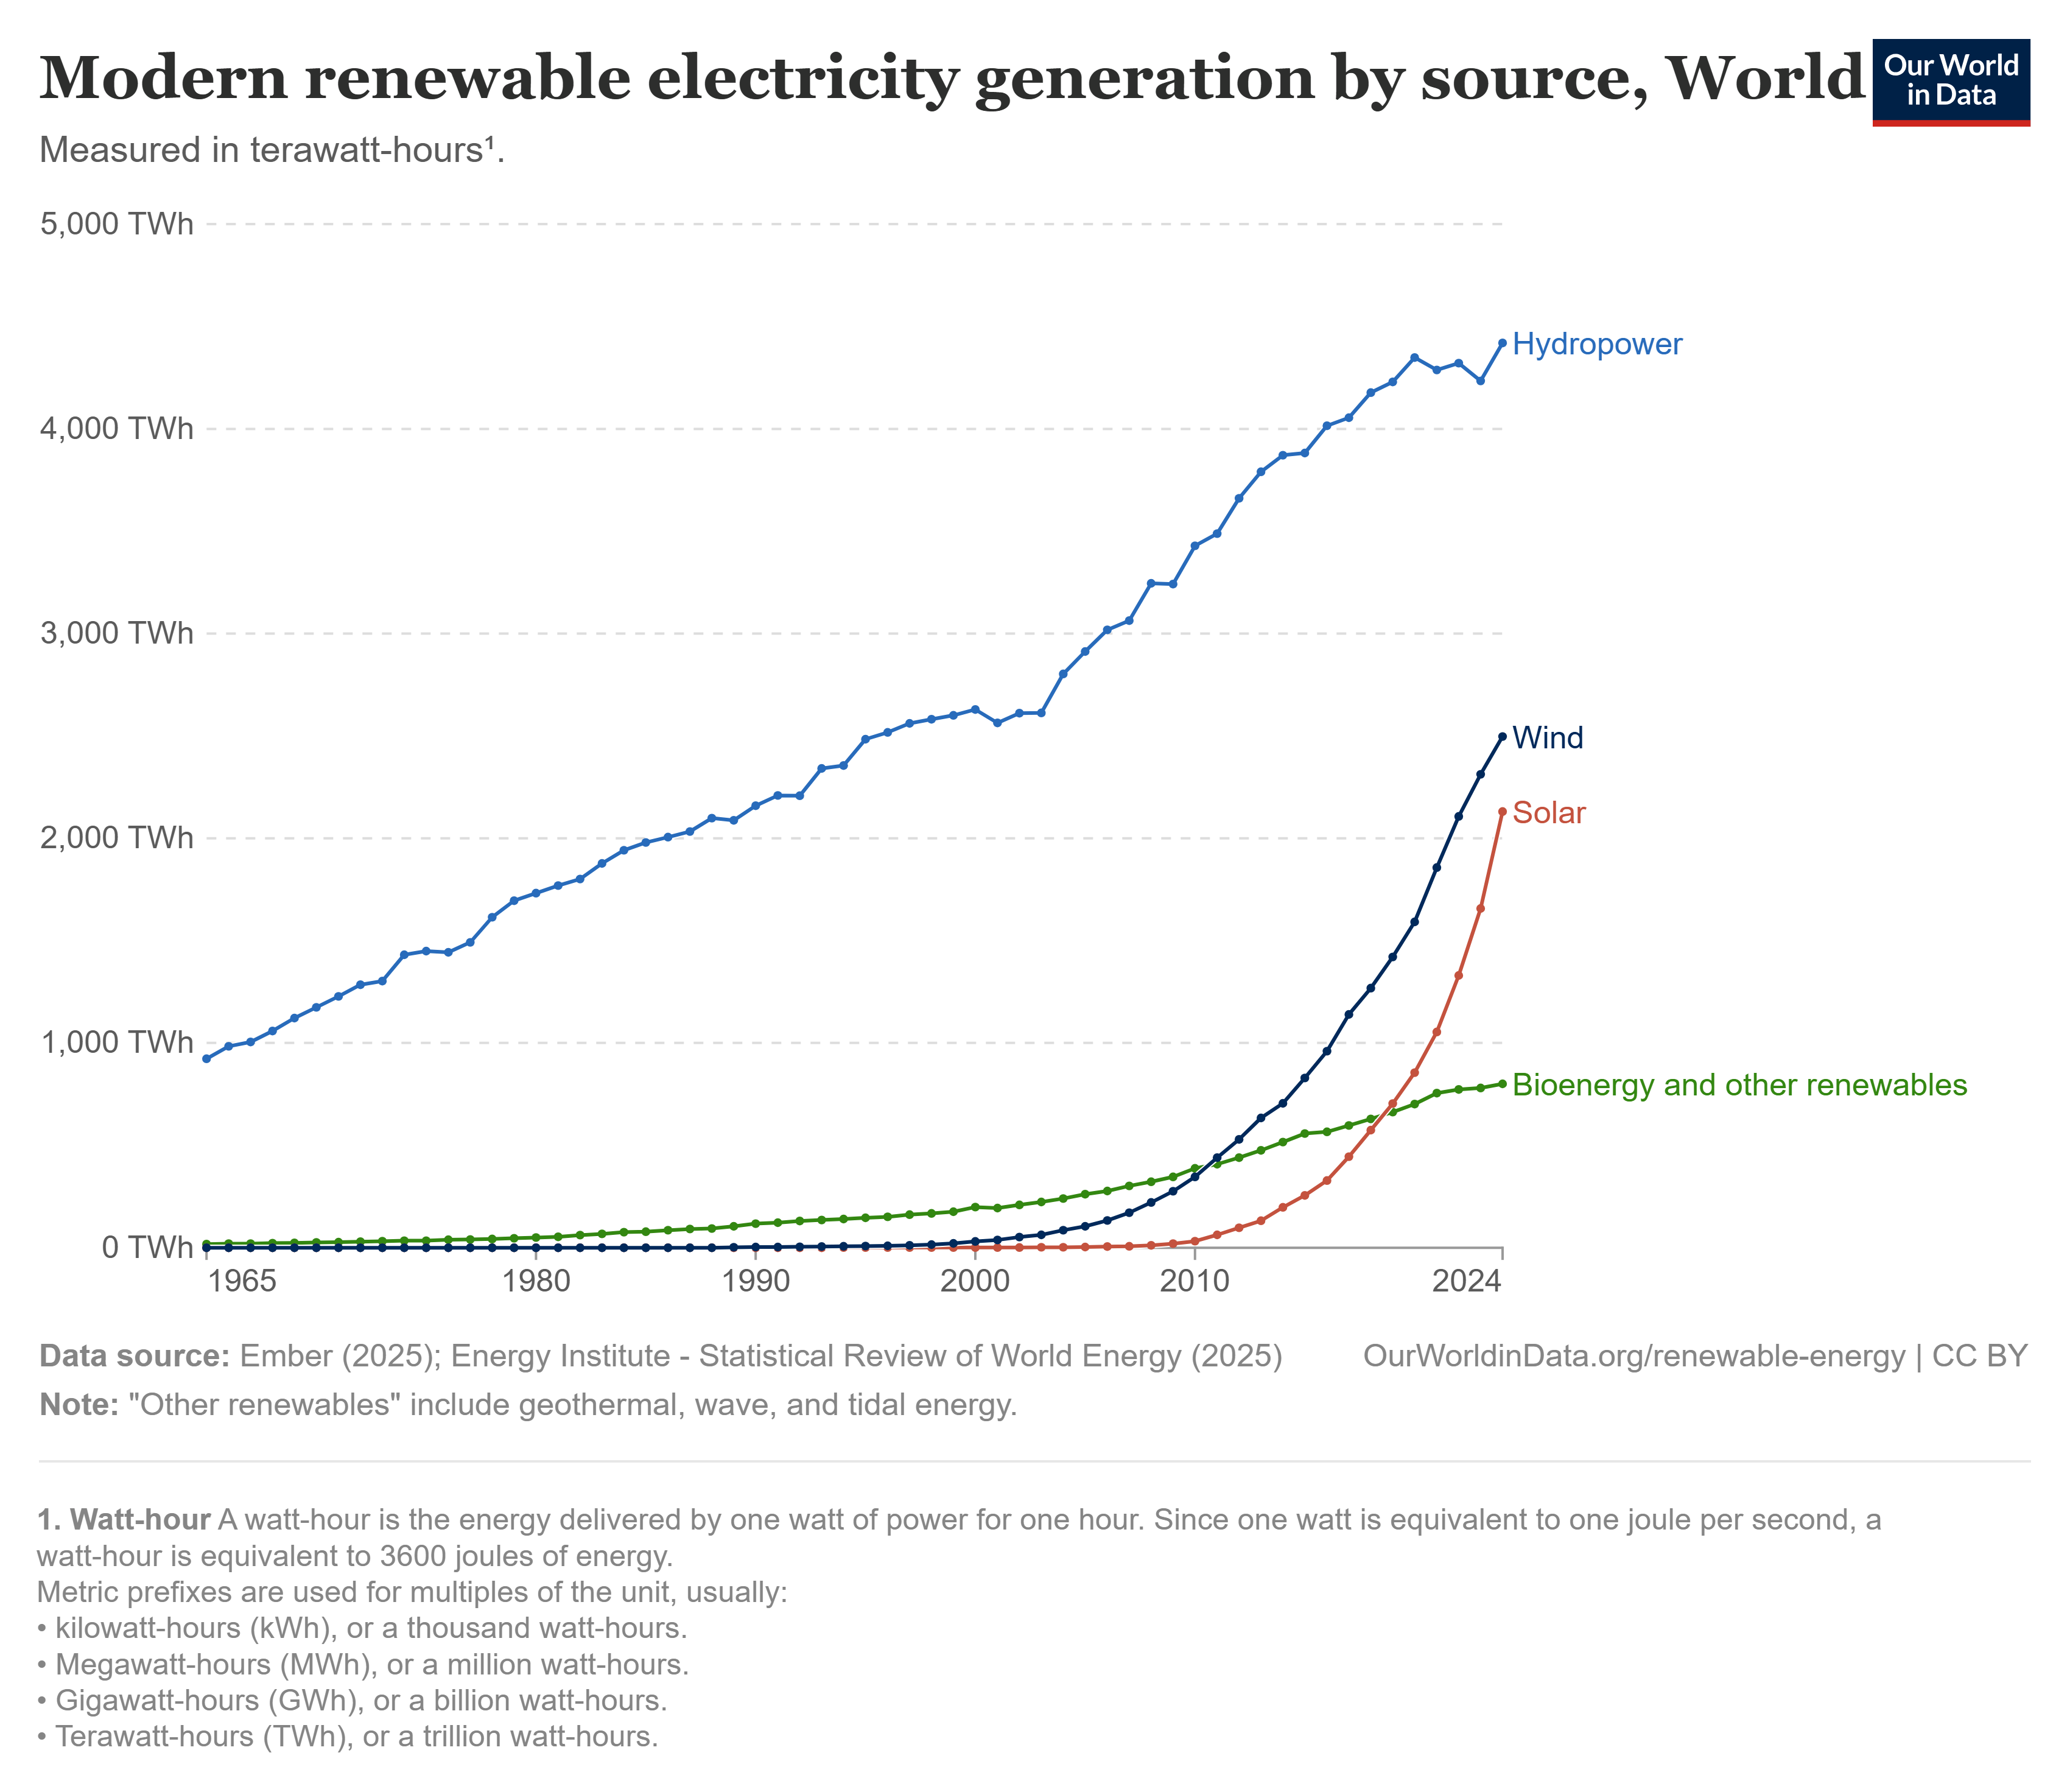 Modern renewable electricity generation by source, World
Our World
in Data
Measured in terawatt-hours¹.
5,000 TWh
4,000 TWh
3,000 TWh
2,000 TWh
1,000 TWh
0 TWh
Hydropower
Wind
Solar
Bioenergy and other renewables
1965
1980
1990
2000
2010
2024
Data source: Ember (2025); Energy Institute - Statistical Review of World Energy (2025)
OurWorldinData.org/renewable-energy | CC BY
Note: "Other renewables" include geothermal, wave, and tidal energy.
1. Watt-hour A watt-hour is the energy delivered by one watt of power for one hour. Since one watt is equivalent to one joule per second, a
watt-hour is equivalent to 3600 joules of energy.
Metric prefixes are used for multiples of the unit, usually:
• kilowatt-hours (kWh), or a thousand watt-hours.
• Megawatt-hours (MWh), or a million watt-hours.
• Gigawatt-hours (GWh), or a billion watt-hours.
• Terawatt-hours (TWh), or a trillion watt-hours.